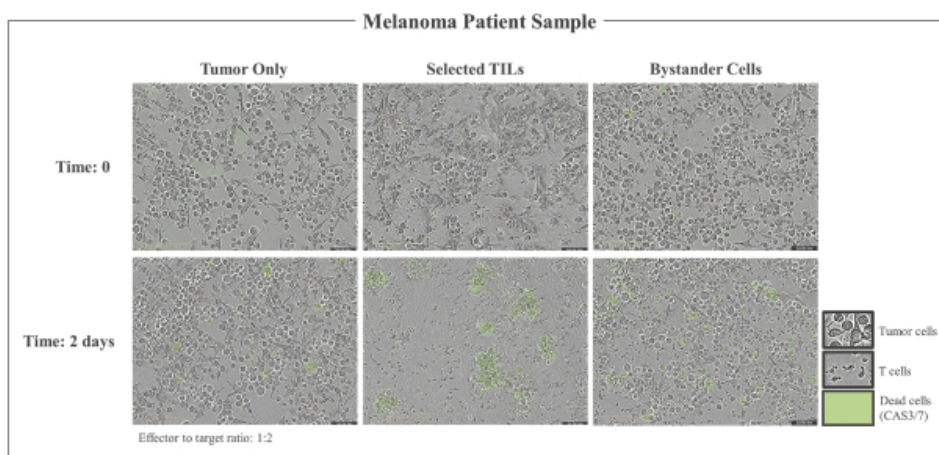 Melanoma Patient Sample
Tumor Only
Selected TILs
Bystander Cells
Time: 0
Time: 2 days
Tumor cells
T cells
Dead cells
(CAS3/7)
Effector to target ratio: 1:2